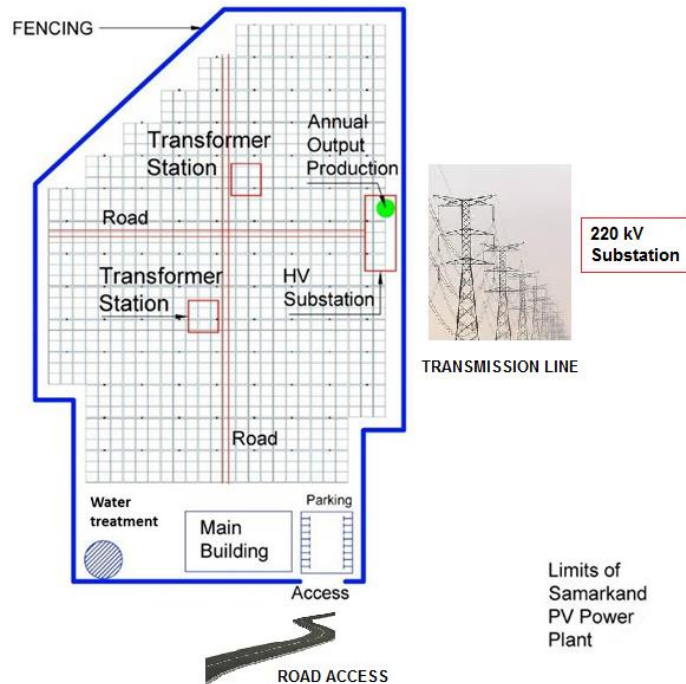 FENCING
Annual
Output
Production
Transformer
Station
Road
Transformer
Station
HV
Substation
220 kV
Substation
TRANSMISSION LINE
Road
Water
treatment
Main
Building
Parking
Access
Limits of
Samarkand
PV Power
Plant
ROAD ACCESS